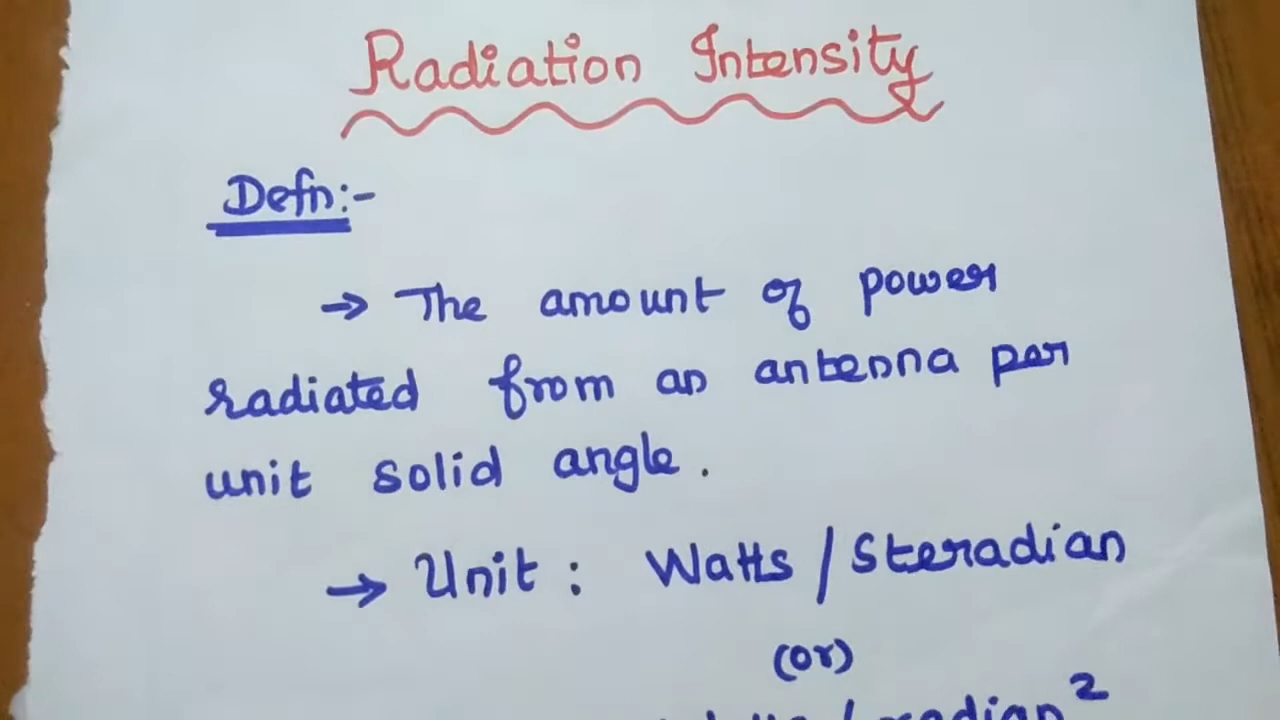 Radiation Intensity
Defn:-
→ The amount of power
radiated from an antenna per
unit solid angle.
→ Unit: Watts / Steradian
(or)
/ radian²